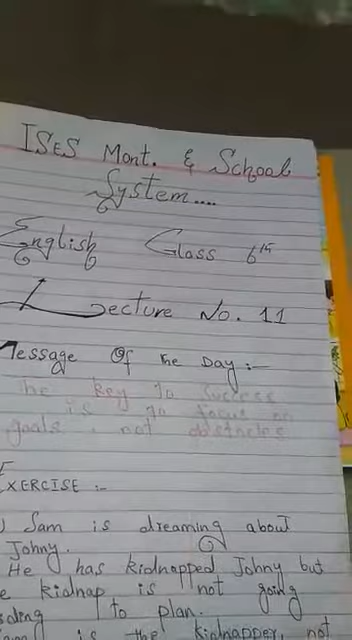 ISES Mont. & School
System....
English Class 6th
Lecture No. 11
Message Of the Day:-
The key to success
is to focus on
goals, not obstacles
EXERCISE :-
Sam is dreaming about
Johny.
He has kidnapped Johny but
kidnap is not going
to plan.
is the kidnapper not